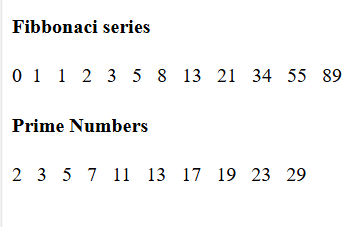 Fibbonaci series
0 1 1 2 3 5 8 13 21 34 55 89
Prime Numbers
2 3 5 7 11 13 17 19 23 29